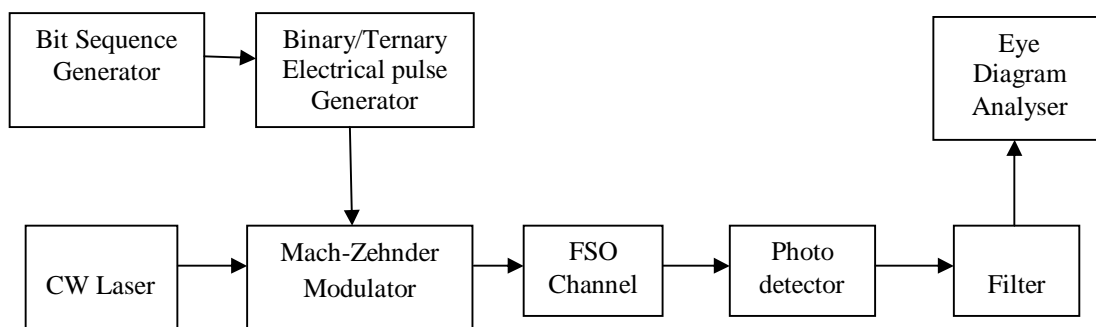 Bit Sequence
Generator
Binary/Ternary
Electrical pulse
Generator
Eye
Diagram
Analyser
CW Laser
Mach-Zehnder
Modulator
FSO
Channel
Photo
detector
Filter